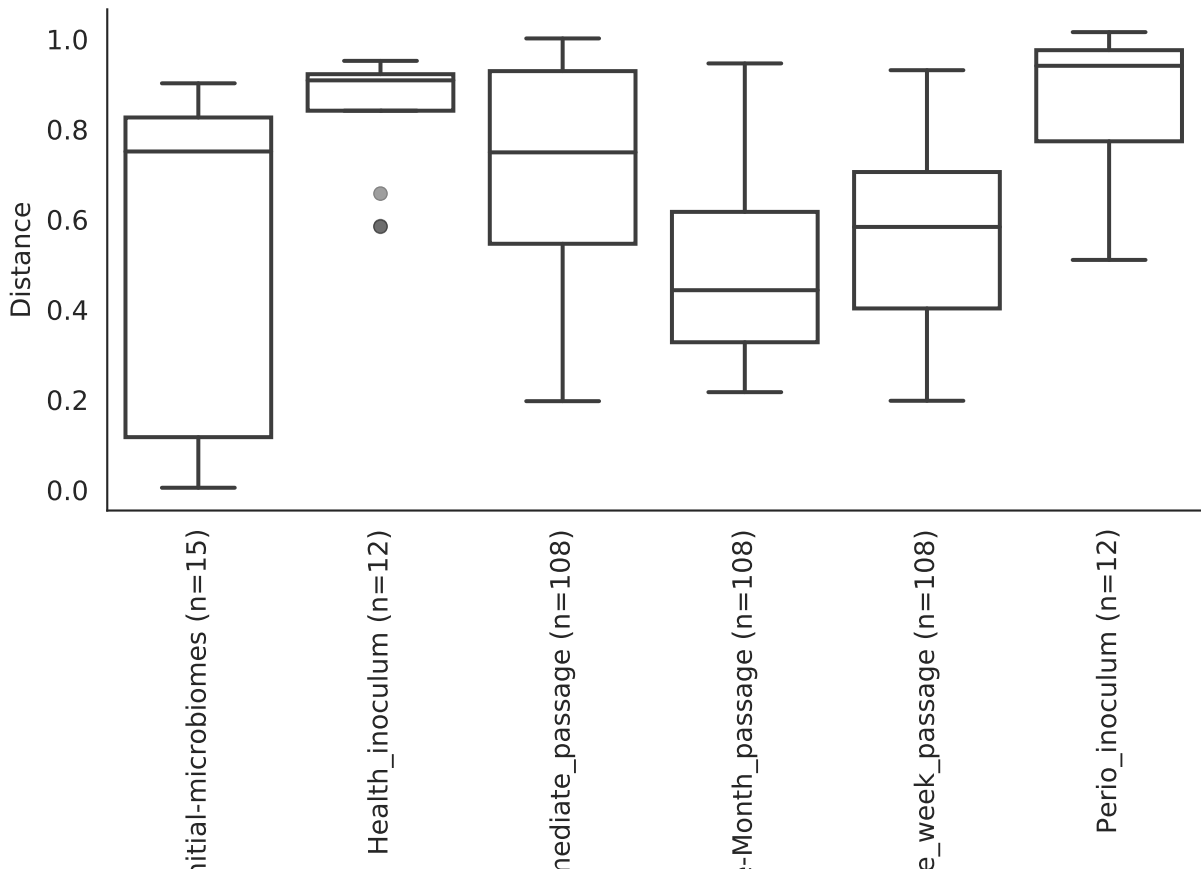 Distance
1.0
0.8
0.6
0.4
0.2
0.0
nitial-microbiomes (n=15)
Health_inoculum (n=12)
nediate_passage (n=108)
e-Month_passage (n=108)
e_week_passage (n=108)
Perio_inoculum (n=12)